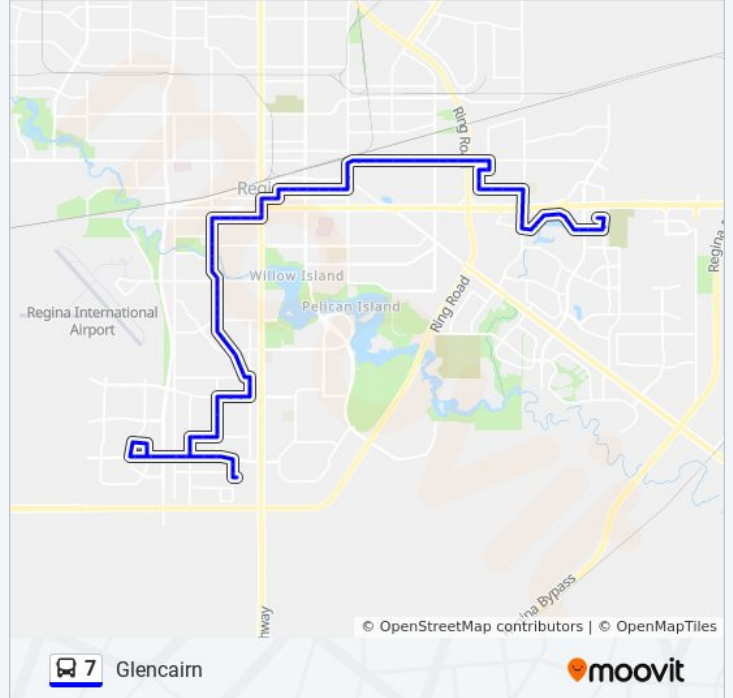 Ring Ro
Regi
Willow Island
Regina
Pelican Island
Regina International
Airport
Ring Road
ina Bypass
hway
© OpenStreetMap contributors | © OpenMapTiles
7 Glencairn
moovit